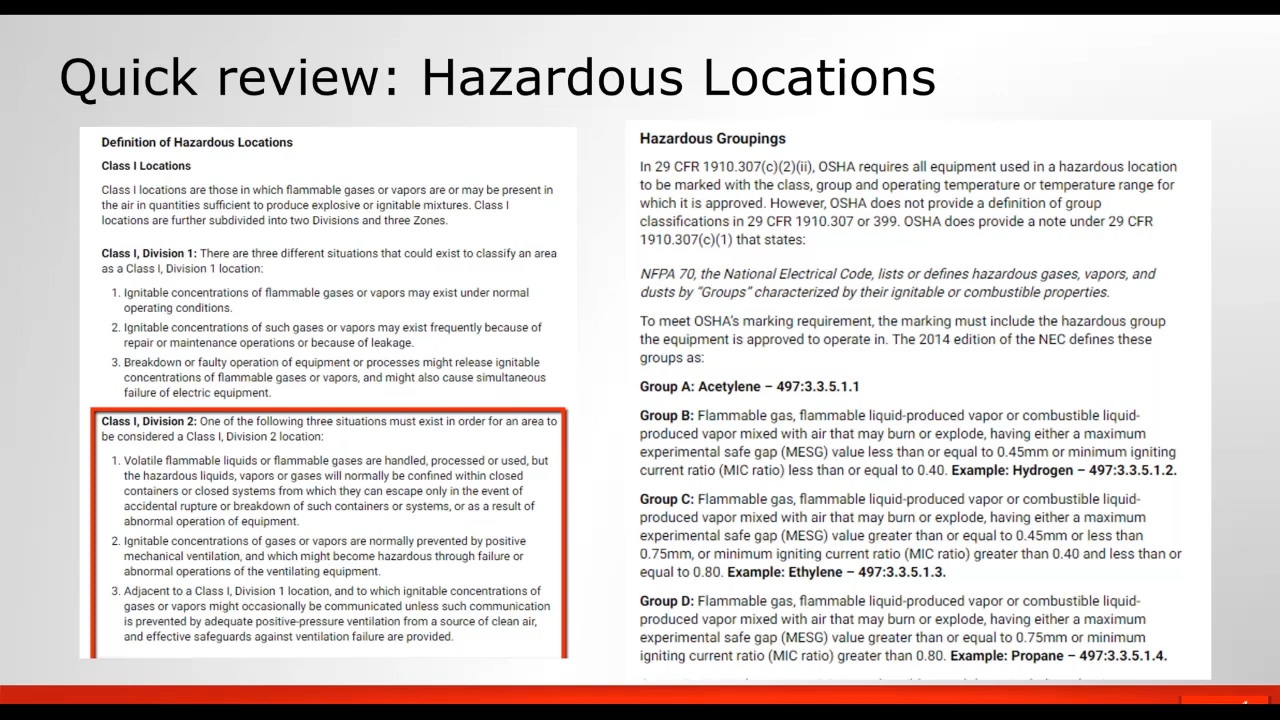 Quick review: Hazardous Locations
Definition of Hazardous Locations
Class I Locations
Class I locations are those in which flammable gases or vapors are or may be present in
the air in quantities sufficient to produce explosive or ignitable mixtures. Class I
locations are further subdivided into two Divisions and three Zones.
Class I, Division 1: There are three different situations that could exist to classify an area
as a Class I, Division 1 location:
1. Ignitable concentrations of flammable gases or vapors may exist under normal
operating conditions.
2. Ignitable concentrations of such gases or vapors may exist frequently because of
repair or maintenance operations or because of leakage.
3. Breakdown or faulty operation of equipment or processes might release ignitable
concentrations of flammable gases or vapors, and might also cause simultaneous
failure of electric equipment.
Class I, Division 2: One of the following three situations must exist in order for an area to
be considered a Class I, Division 2 location:
1. Volatile flammable liquids or flammable gases are handled, processed or used, but
the hazardous liquids, vapors or gases will normally be confined within closed
containers or closed systems from which they can escape only in the event of
accidental rupture or breakdown of such containers or systems, or as a result of
abnormal operation of equipment.
2. Ignitable concentrations of gases or vapors are normally prevented by positive
mechanical ventilation, and which might become hazardous through failure or
abnormal operations of the ventilating equipment.
3. Adjacent to a Class I, Division 1 location, and to which ignitable concentrations of
gases or vapors might occasionally be communicated unless such communication
is prevented by adequate positive-pressure ventilation from a source of clean air,
and effective safeguards against ventilation failure are provided.
Hazardous Groupings
In 29 CFR 1910.307(c)(2)(ii), OSHA requires all equipment used in a hazardous location
to be marked with the class, group and operating temperature or temperature range for
which it is approved. However, OSHA does not provide a definition of group
classifications in 29 CFR 1910.307 or 399. OSHA does provide a note under 29 CFR
1910.307(c)(1) that states:
NFPA 70, the National Electrical Code, lists or defines hazardous gases, vapors, and
dusts by “Groups” characterized by their ignitable or combustible properties.
To meet OSHA’s marking requirement, the marking must include the hazardous group
the equipment is approved to operate in. The 2014 edition of the NEC defines these
groups as:
Group A: Acetylene – 497:3.3.5.1.1
Group B: Flammable gas, flammable liquid-produced vapor or combustible liquid-
produced vapor mixed with air that may burn or explode, having either a maximum
experimental safe gap (MESG) value less than or equal to 0.45mm or minimum igniting
current ratio (MIC ratio) less than or equal to 0.40. Example: Hydrogen – 497:3.3.5.1.2.
Group C: Flammable gas, flammable liquid-produced vapor or combustible liquid-
produced vapor mixed with air that may burn or explode, having either a maximum
experimental safe gap (MESG) value greater than or equal to 0.45mm or less than
0.75mm, or minimum igniting current ratio (MIC ratio) greater than 0.40 and less than or
equal to 0.80. Example: Ethylene – 497:3.3.5.1.3.
Group D: Flammable gas, flammable liquid-produced vapor or combustible liquid-
produced vapor mixed with air that may burn or explode, having either a maximum
experimental safe gap (MESG) value greater than or equal to 0.75mm or minimum
igniting current ratio (MIC ratio) greater than 0.80. Example: Propane – 497:3.3.5.1.4.